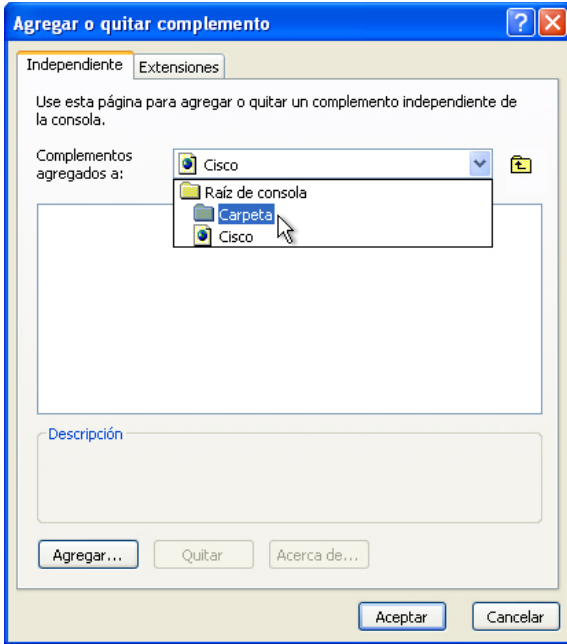 Agregar o quitar complemento
Independiente Extensiones
Use esta página para agregar o quitar un complemento independiente de
la consola.
Complementos
agregados a:
Cisco
Raíz de consola
Carpeta
Cisco
Descripción
Agregar... Quitar Acerca de...
Aceptar Cancelar